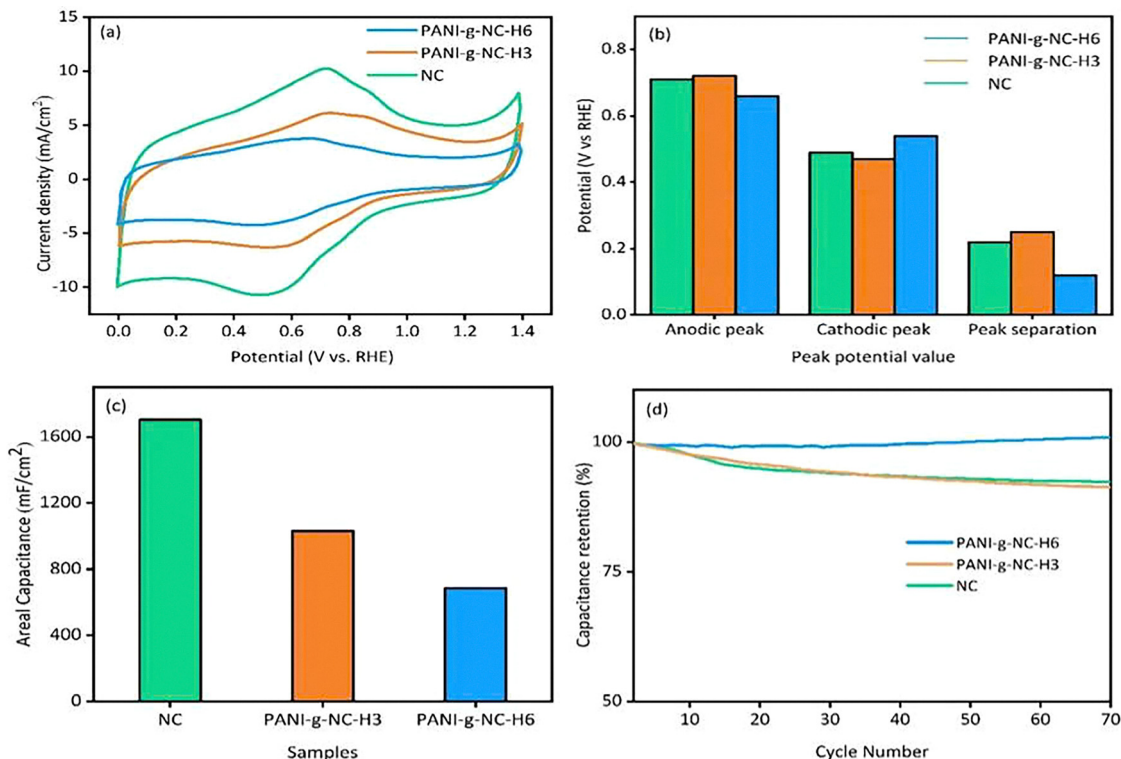 (a)
PANI-g-NC-H6
PANI-g-NC-H3
NC
15
10
5
0
-5
-10
Current density (mA/cm²)
0.0 0.2 0.4 0.6 0.8 1.0 1.2 1.4
Potential (V vs. RHE)
(b)
PANI-g-NC-H6
PANI-g-NC-H3
NC
0.8
0.6
0.4
0.2
0.0
Potential (V vs RHE)
Anodic peak Cathodic peak Peak separation
Peak potential value
(c)
1600
1200
800
400
0
Areal Capacitance (mF/cm²)
NC PANI-g-NC-H3 PANI-g-NC-H6
Samples
(d)
100
75
50
Capacitance retention (%)
PANI-g-NC-H6
PANI-g-NC-H3
NC
10 20 30 40 50 60 70
Cycle Number